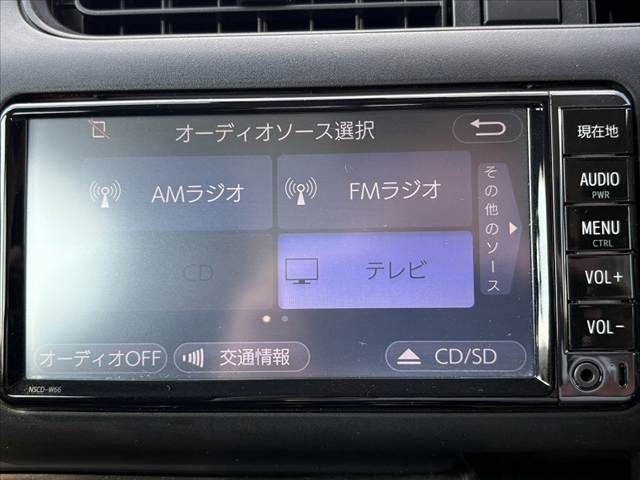 オーディオソース選択
AMラジオ
FMラジオ
その他のソース
CD
テレビ
オーディオOFF
交通情報
CD/SD
NSCD-W66
現在地
AUDIO
PWR
MENU
CTRL
VOL+
VOL-